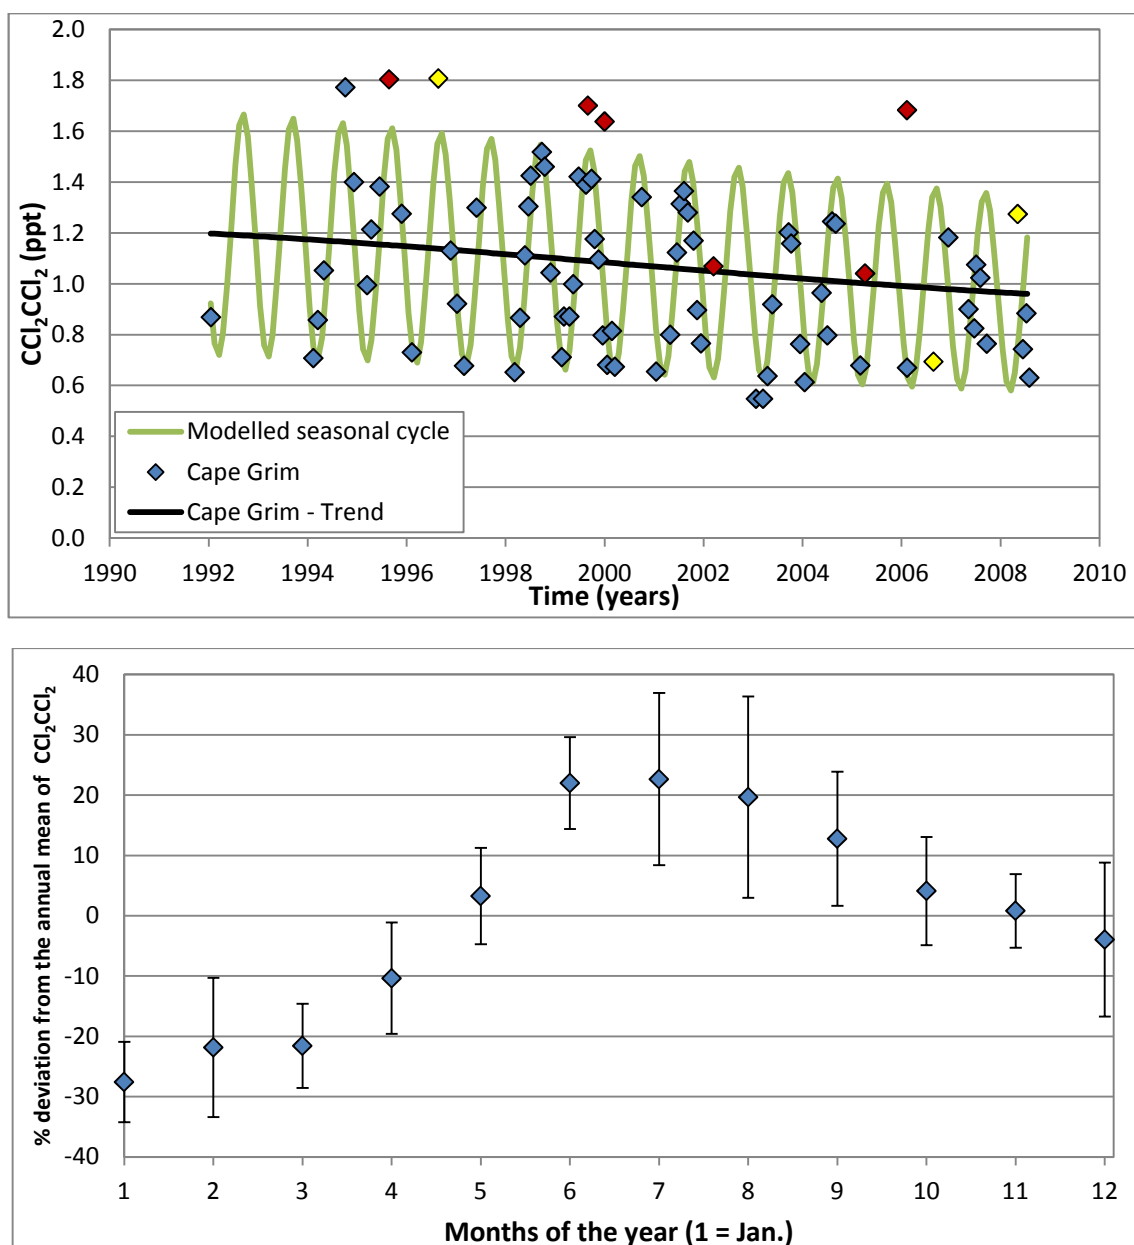 2.0
1.8
1.6
1.4
1.2
1.0
0.8
0.6
0.4
0.2
0.0
CCl₂CCl₂ (ppt)
Modelled seasonal cycle
Cape Grim
Cape Grim - Trend
1990 1992 1994 1996 1998 2000 2002 2004 2006 2008 2010
Time (years)
40
30
20
10
0
-10
-20
-30
-40
% deviation from the annual mean of CCl₂CCl₂
1 2 3 4 5 6 7 8 9 10 11 12
Months of the year (1 = Jan.)